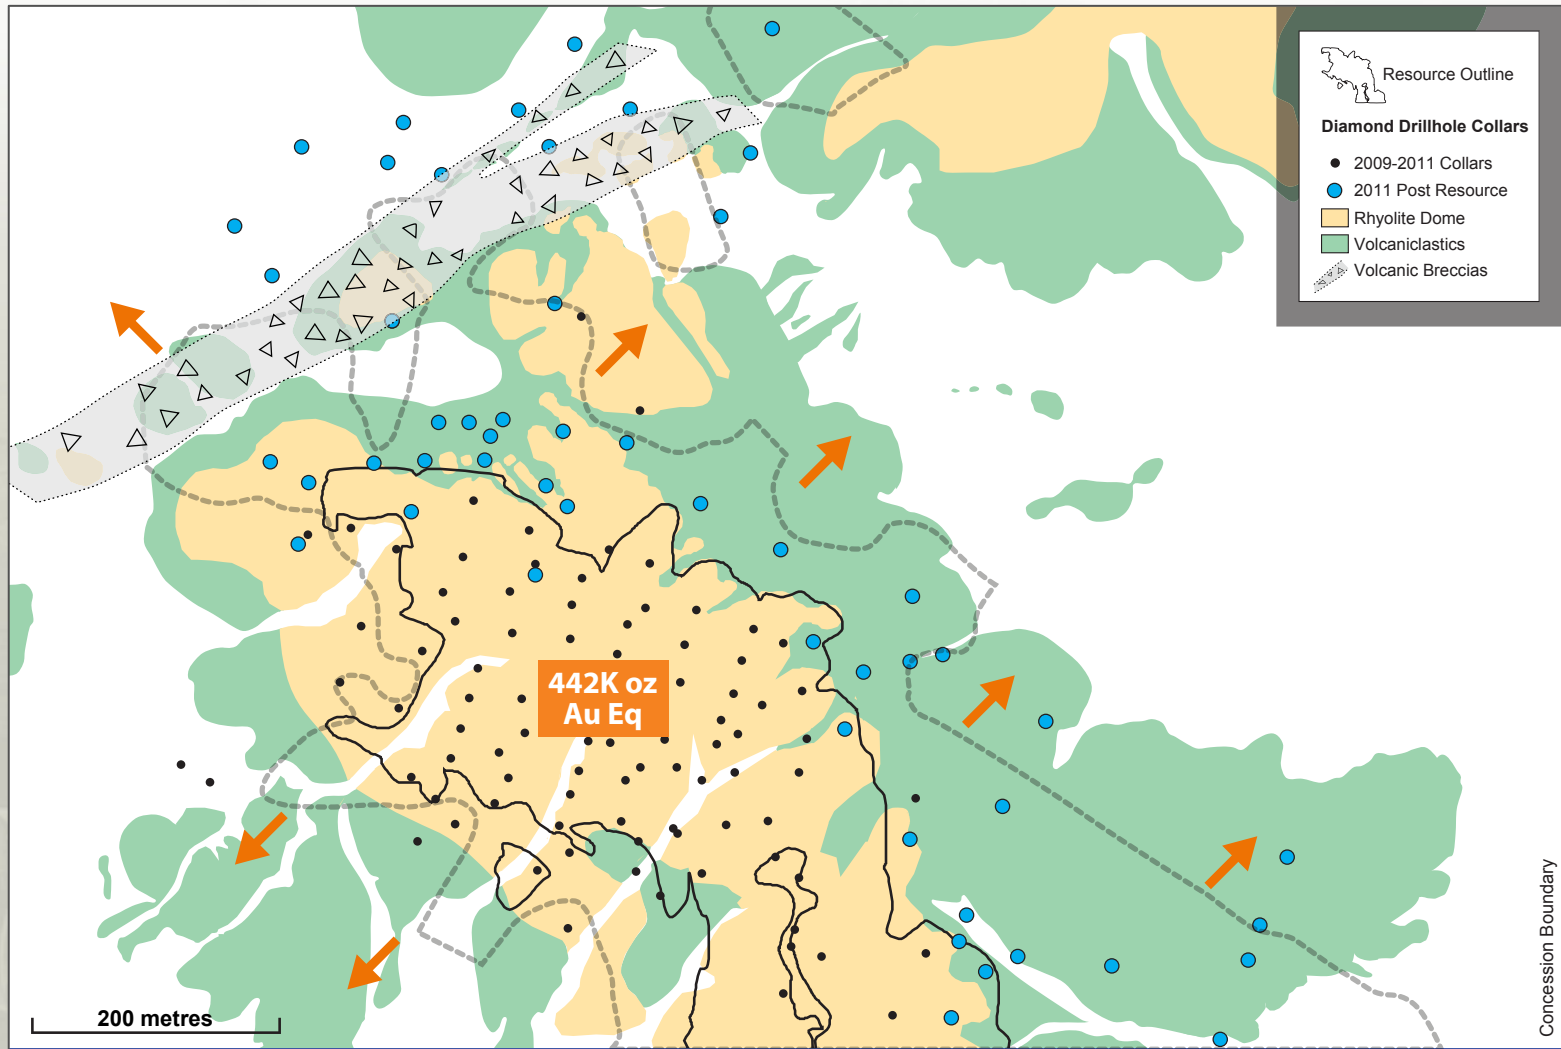 Resource Outline
Diamond Drillhole Collars
2009-2011 Collars
2011 Post Resource
Rhyolite Dome
Volcaniclastics
Volcanic Breccias
442K oz
Au Eq
200 metres
Concession Boundary